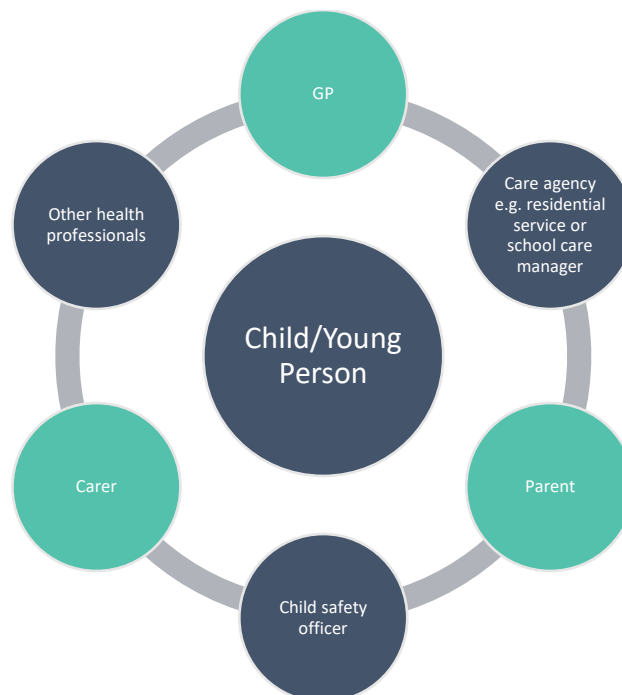 GP
Care agency
e.g. residential
service or
school care
manager
Other health
professionals
Child/Young
Person
Carer
Parent
Child safety
officer